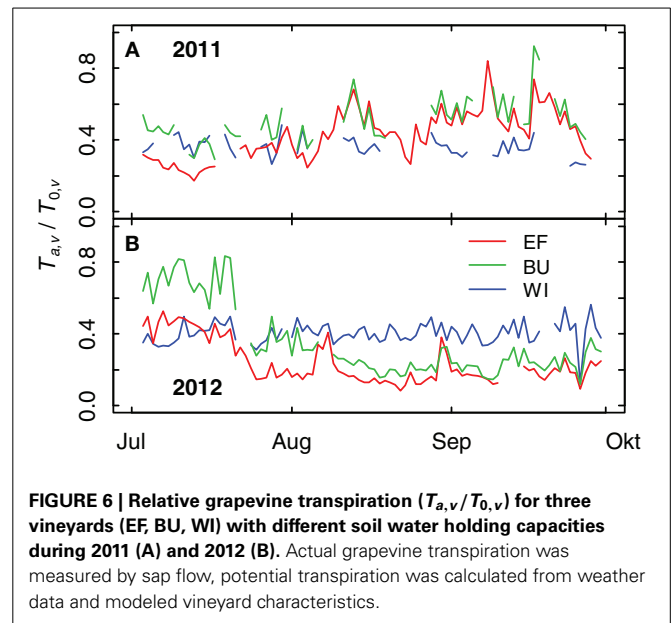 A 2011
0.8
0.4
0.0
T_{a,v} / T_{0,v}
B
EF
BU
WI
0.8
0.4
0.0
2012
Jul Aug Sep Okt
FIGURE 6 | Relative grapevine transpiration (T_{a,v}/T_{0,v}) for three
vineyards (EF, BU, WI) with different soil water holding capacities
during 2011 (A) and 2012 (B). Actual grapevine transpiration was
measured by sap flow, potential transpiration was calculated from weather
data and modeled vineyard characteristics.